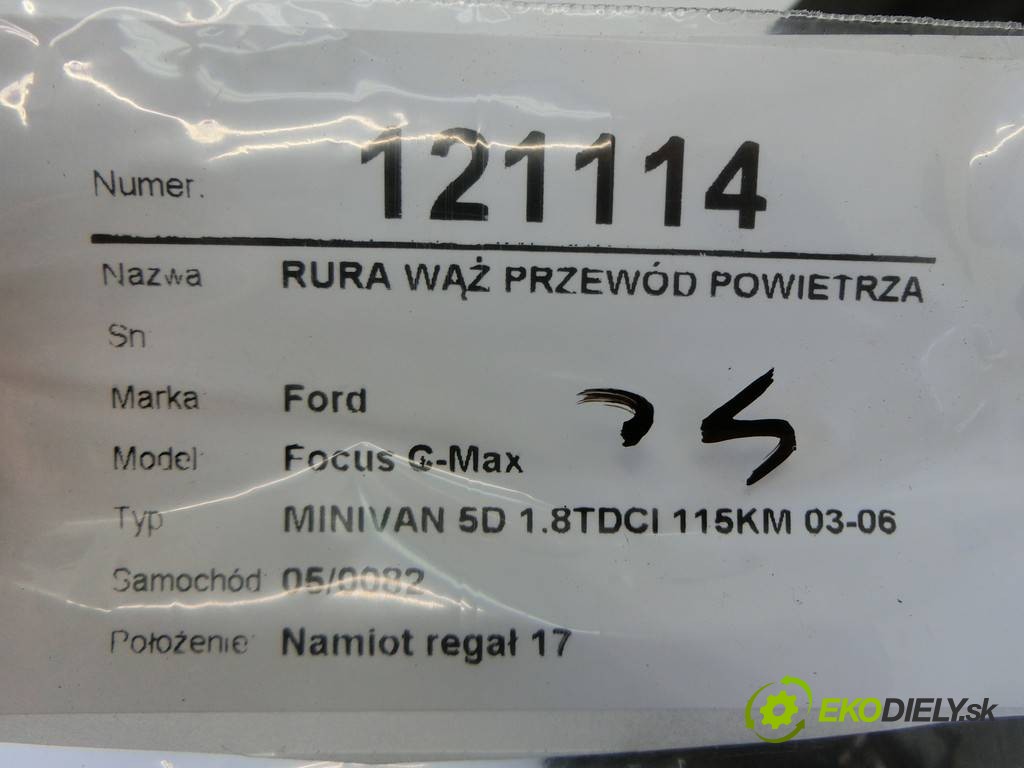 Numer. 121114
Nazwa RURA WĄŻ PRZEWÓD POWIETRZA
Sn
Marka Ford
Model Focus C-Max
Typ MINIVAN 5D 1.8TDCI 115KM 03-06
Samochód 05/0082
Położenie Namiot regał 17
EKODIELY.sk